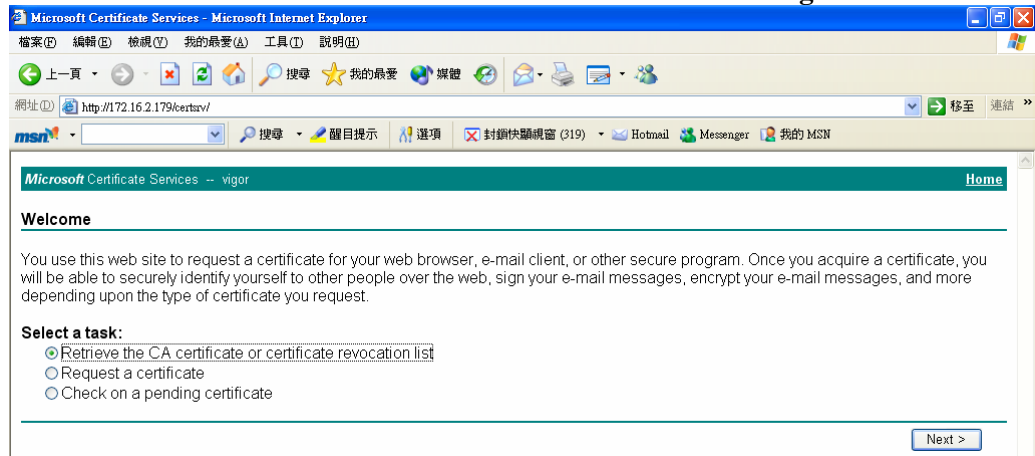 Microsoft Certificate Services - Microsoft Internet Explorer
檔案(F) 編輯(E) 檢視(V) 我的最愛(A) 工具(T) 說明(H)
上一頁 搜尋 我的最愛 媒體
網址(D) http://172.16.2.179/certsrv/ 移至 連結 »
msn 搜尋 醒目提示 選項 封鎖快顯視窗 (319) Hotmail Messenger 我的 MSN
Microsoft Certificate Services -- vigor Home
Welcome
You use this web site to request a certificate for your web browser, e-mail client, or other secure program. Once you acquire a certificate, you
will be able to securely identify yourself to other people over the web, sign your e-mail messages, encrypt your e-mail messages, and more
depending upon the type of certificate you request.
Select a task:
Retrieve the CA certificate or certificate revocation list
Request a certificate
Check on a pending certificate
Next >